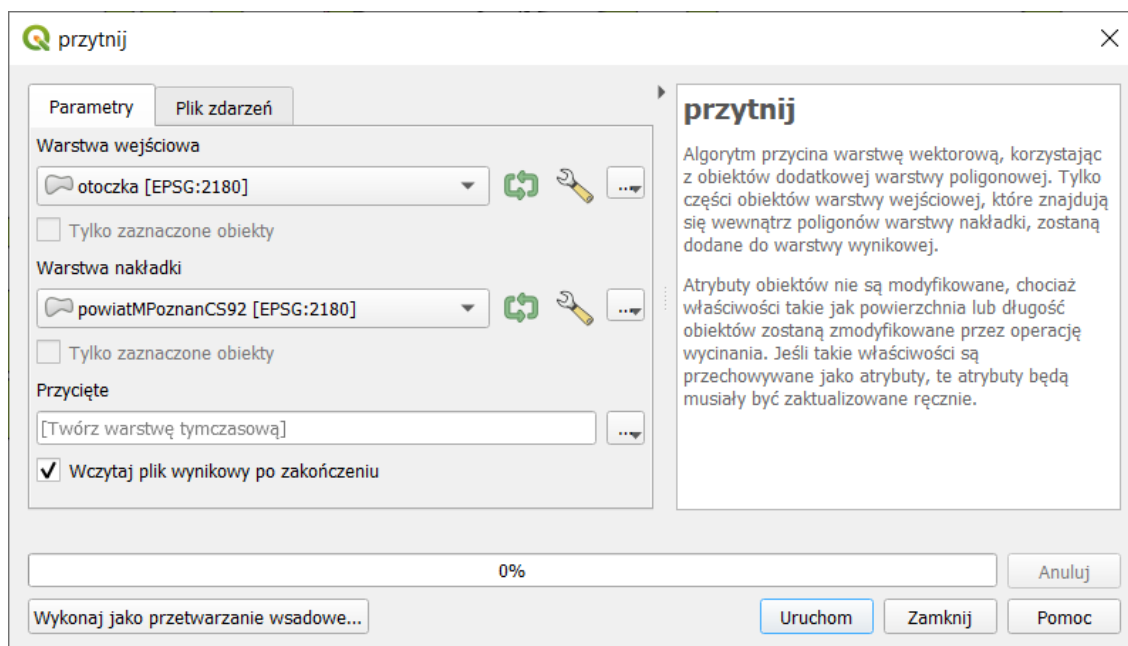 przytnij
Parametry
Plik zdarzeń
Warstwa wejściowa
otoczka [EPSG:2180]
...
Tylko zaznaczone obiekty
Warstwa nakładki
powiatMPoznanCS92 [EPSG:2180]
...
Tylko zaznaczone obiekty
Przycięte
[Twórz warstwę tymczasową]
...
Wczytaj plik wynikowy po zakończeniu
przytnij
Algorytm przycina warstwę wektorową, korzystając
z obiektów dodatkowej warstwy poligonowej. Tylko
części obiektów warstwy wejściowej, które znajdują
się wewnątrz poligonów warstwy nakładki, zostaną
dodane do warstwy wynikowej.
Atrybuty obiektów nie są modyfikowane, chociaż
właściwości takie jak powierzchnia lub długość
obiektów zostaną zmodyfikowane przez operację
wycinania. Jeśli takie właściwości są
przechowywane jako atrybuty, te atrybuty będą
musiały być zaktualizowane ręcznie.
0%
Anuluj
Wykonaj jako przetwarzanie wsadowe...
Uruchom
Zamknij
Pomoc